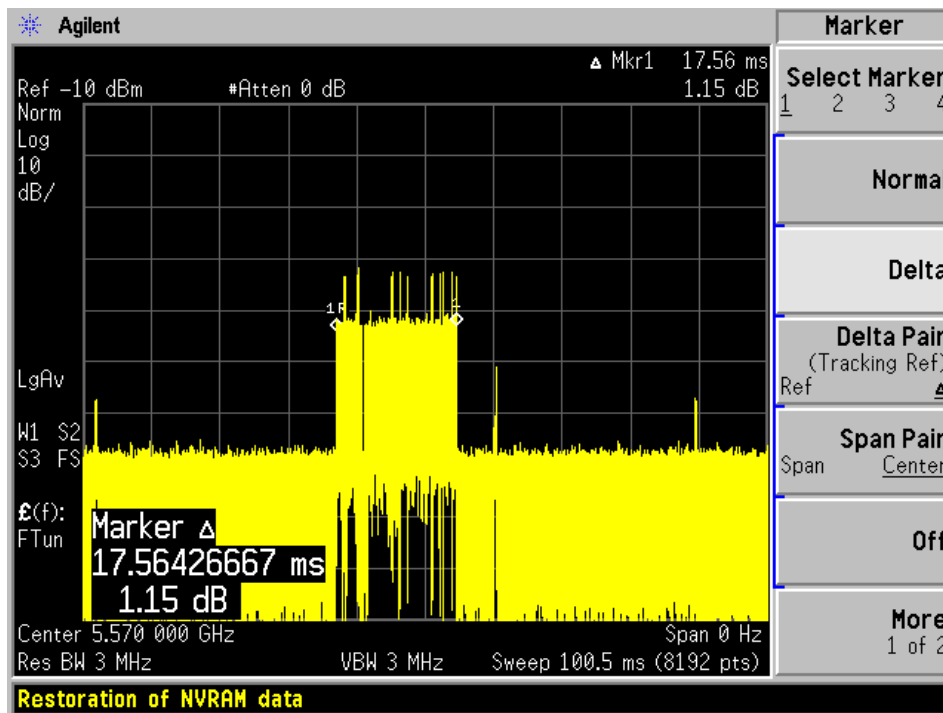 Agilent
Marker
Δ Mkr1 17.56 ms
Ref -10 dBm #Atten 0 dB 1.15 dB
Norm
Log
10
dB/
1R
1
LgAv
W1 S2
S3 FS
£(f):
FTun
Marker Δ
17.56426667 ms
1.15 dB
Center 5.570 000 GHz Span 0 Hz
Res BW 3 MHz VBW 3 MHz Sweep 100.5 ms (8192 pts)
Restoration of NVRAM data
Select Marker
1 2 3 4
Norma
Delta
Delta Pair
(Tracking Ref)
Ref Δ
Span Pair
Span Center
Off
More
1 of 2